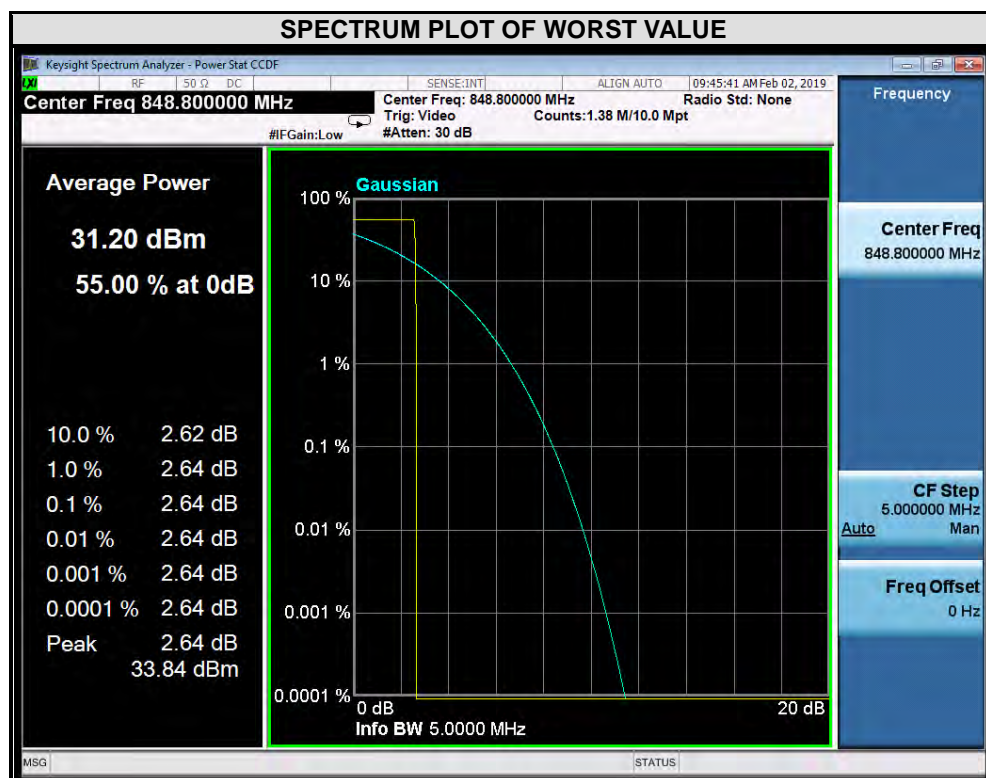 SPECTRUM PLOT OF WORST VALUE
Keysight Spectrum Analyzer - Power Stat CCDF
LXI RF 50 Ω DC SENSE:INT ALIGN AUTO 09:45:41 AM Feb 02, 2019
Center Freq 848.800000 MHz
Center Freq: 848.800000 MHz Radio Std: None
Trig: Video Counts:1.38 M/10.0 Mpt
#IFGain:Low #Atten: 30 dB
Frequency
Average Power
31.20 dBm
55.00 % at 0dB
10.0 % 2.62 dB
1.0 % 2.64 dB
0.1 % 2.64 dB
0.01 % 2.64 dB
0.001 % 2.64 dB
0.0001 % 2.64 dB
Peak 2.64 dB
33.84 dBm
Gaussian
100 %
10 %
1 %
0.1 %
0.01 %
0.001 %
0.0001 %
0 dB 20 dB
Info BW 5.0000 MHz
Center Freq
848.800000 MHz
CF Step
5.000000 MHz
Auto Man
Freq Offset
0 Hz
MSG STATUS